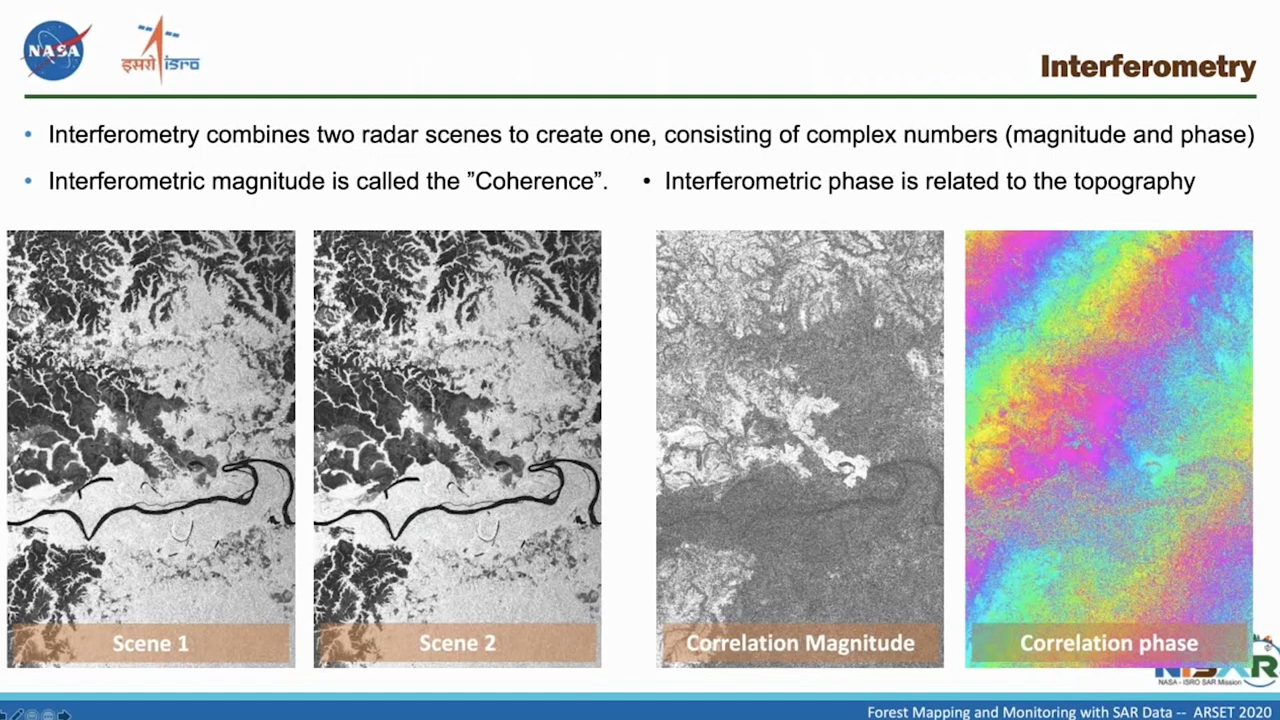 NASA
इसरो isro
Interferometry
• Interferometry combines two radar scenes to create one, consisting of complex numbers (magnitude and phase)
• Interferometric magnitude is called the ”Coherence”.
• Interferometric phase is related to the topography
Scene 1
Scene 2
Correlation Magnitude
Correlation phase
NISAR
NASA - ISRO SAR Mission
Forest Mapping and Monitoring with SAR Data -- ARSET 2020